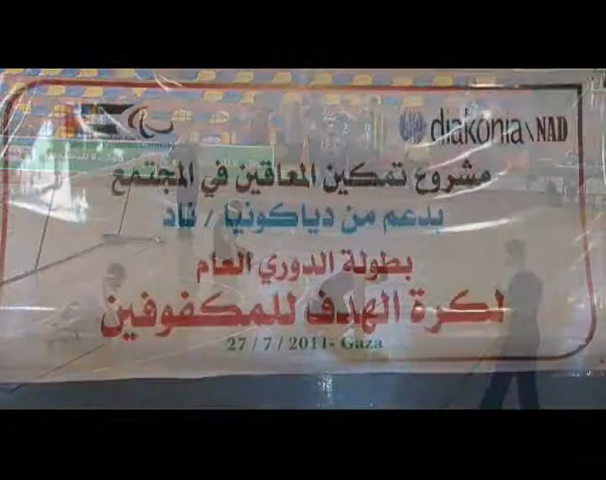 diakonia\NAD
مشروع تمكين المعاقين في المجتمع
بدعم من دياكونيا / ناد
بطولة الدوري العام
لكرة الهدف للمكفوفين
27 / 7 / 2011- Gaza